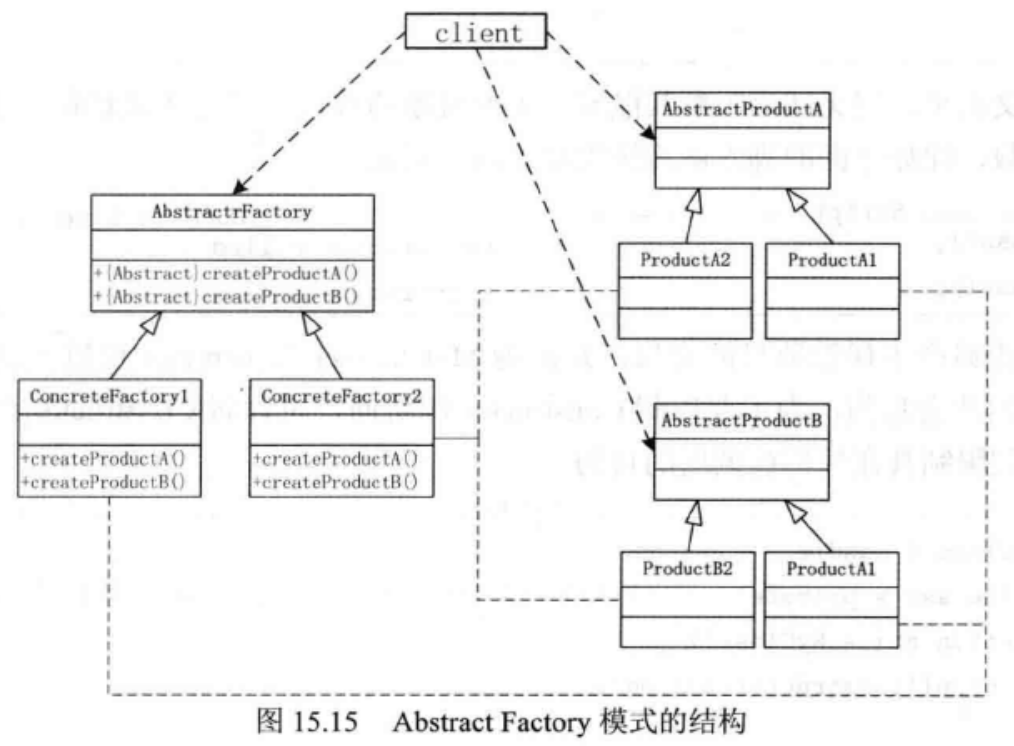 client
AbstractProductA
AbstractrFactory
+{Abstract}createProductA()
+{Abstract}createProductB()
ProductA2
ProductA1
ConcreteFactory1
+createProductA()
+createProductB()
ConcreteFactory2
+createProductA()
+createProductB()
AbstractProductB
ProductB2
ProductA1
图 15.15 Abstract Factory 模式的结构